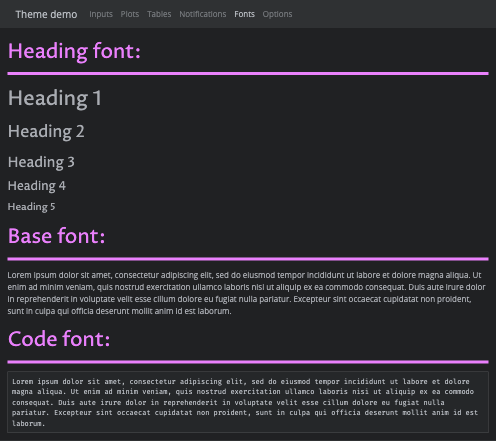 Theme demo Inputs Plots Tables Notifications Fonts Options
Heading font:
Heading 1
Heading 2
Heading 3
Heading 4
Heading 5
Base font:
Lorem ipsum dolor sit amet, consectetur adipiscing elit, sed do eiusmod tempor incididunt ut labore et dolore magna aliqua. Ut
enim ad minim veniam, quis nostrud exercitation ullamco laboris nisi ut aliquip ex ea commodo consequat. Duis aute irure dolor
in reprehenderit in voluptate velit esse cillum dolore eu fugiat nulla pariatur. Excepteur sint occaecat cupidatat non proident,
sunt in culpa qui officia deserunt mollit anim id est laborum.
Code font:
Lorem ipsum dolor sit amet, consectetur adipiscing elit, sed do eiusmod tempor incididunt ut labore et dolore
magna aliqua. Ut enim ad minim veniam, quis nostrud exercitation ullamco laboris nisi ut aliquip ex ea commodo
consequat. Duis aute irure dolor in reprehenderit in voluptate velit esse cillum dolore eu fugiat nulla
pariatur. Excepteur sint occaecat cupidatat non proident, sunt in culpa qui officia deserunt mollit anim id est
laborum.